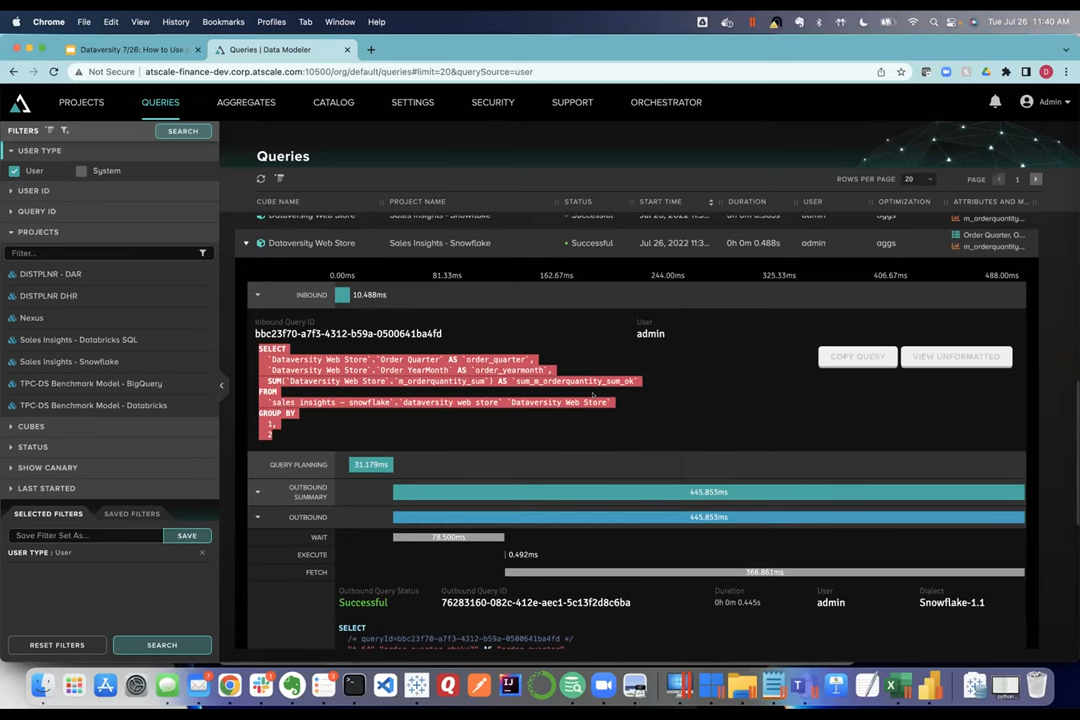 Chrome File Edit View History Bookmarks Profiles Tab Window Help Tue Jul 26 11:40 AM
Dataversity 7/26: How to Use
Queries | Data Modeler
Not Secure atscale-finance-dev.corp.atscale.com:10500/org/default/queries#limit=20&querySource=user
PROJECTS QUERIES AGGREGATES CATALOG SETTINGS SECURITY SUPPORT ORCHESTRATOR Admin
FILTERS SEARCH
USER TYPE
User System
USER ID
QUERY ID
PROJECTS
Filter...
DISTPLNR - DAR
DISTPLNR DHR
Nexus
Sales Insights - Databricks SQL
Sales Insights - Snowflake
TPC-DS Benchmark Model - BigQuery
TPC-DS Benchmark Model - Databricks
CUBES
STATUS
SHOW CANARY
LAST STARTED
SELECTED FILTERS SAVED FILTERS
Save Filter Set As... SAVE
USER TYPE : User
RESET FILTERS SEARCH
Queries
ROWS PER PAGE 20 PAGE 1
CUBE NAME PROJECT NAME STATUS START TIME DURATION USER OPTIMIZATION ATTRIBUTES AND M...
m_orderquantity...
Dataversity Web Store Sales Insights - Snowflake Successful Jul 26, 2022 11:3... 0h 0m 0.488s admin aggs Order Quarter, O...
m_orderquantity...
0.00ms 81.33ms 162.67ms 244.00ms 325.33ms 406.67ms 488.00ms
INBOUND 10.488ms
Inbound Query ID User
bbc23f70-a7f3-4312-b59a-0500641ba4fd admin
COPY QUERY VIEW UNFORMATTED
SELECT
`Dataversity Web Store`.`Order Quarter` AS `order_quarter`,
`Dataversity Web Store`.`Order YearMonth` AS `order_yearmonth`,
SUM(`Dataversity Web Store`.`m_orderquantity_sum`) AS `sum_m_orderquantity_sum_ok`
FROM
`sales insights - snowflake`.`dataversity web store` `Dataversity Web Store`
GROUP BY
1,
2
QUERY PLANNING 31.179ms
OUTBOUND SUMMARY 445.853ms
OUTBOUND 445.853ms
WAIT 78.500ms
EXECUTE 0.492ms
FETCH 366.861ms
Outbound Query Status Outbound Query ID Duration User Dialect
Successful 76283160-082c-412e-aec1-5c13f2d8c6ba 0h 0m 0.445s admin Snowflake-1.1
SELECT
/* queryId=bbc23f70-a7f3-4312-b59a-0500641ba4fd */